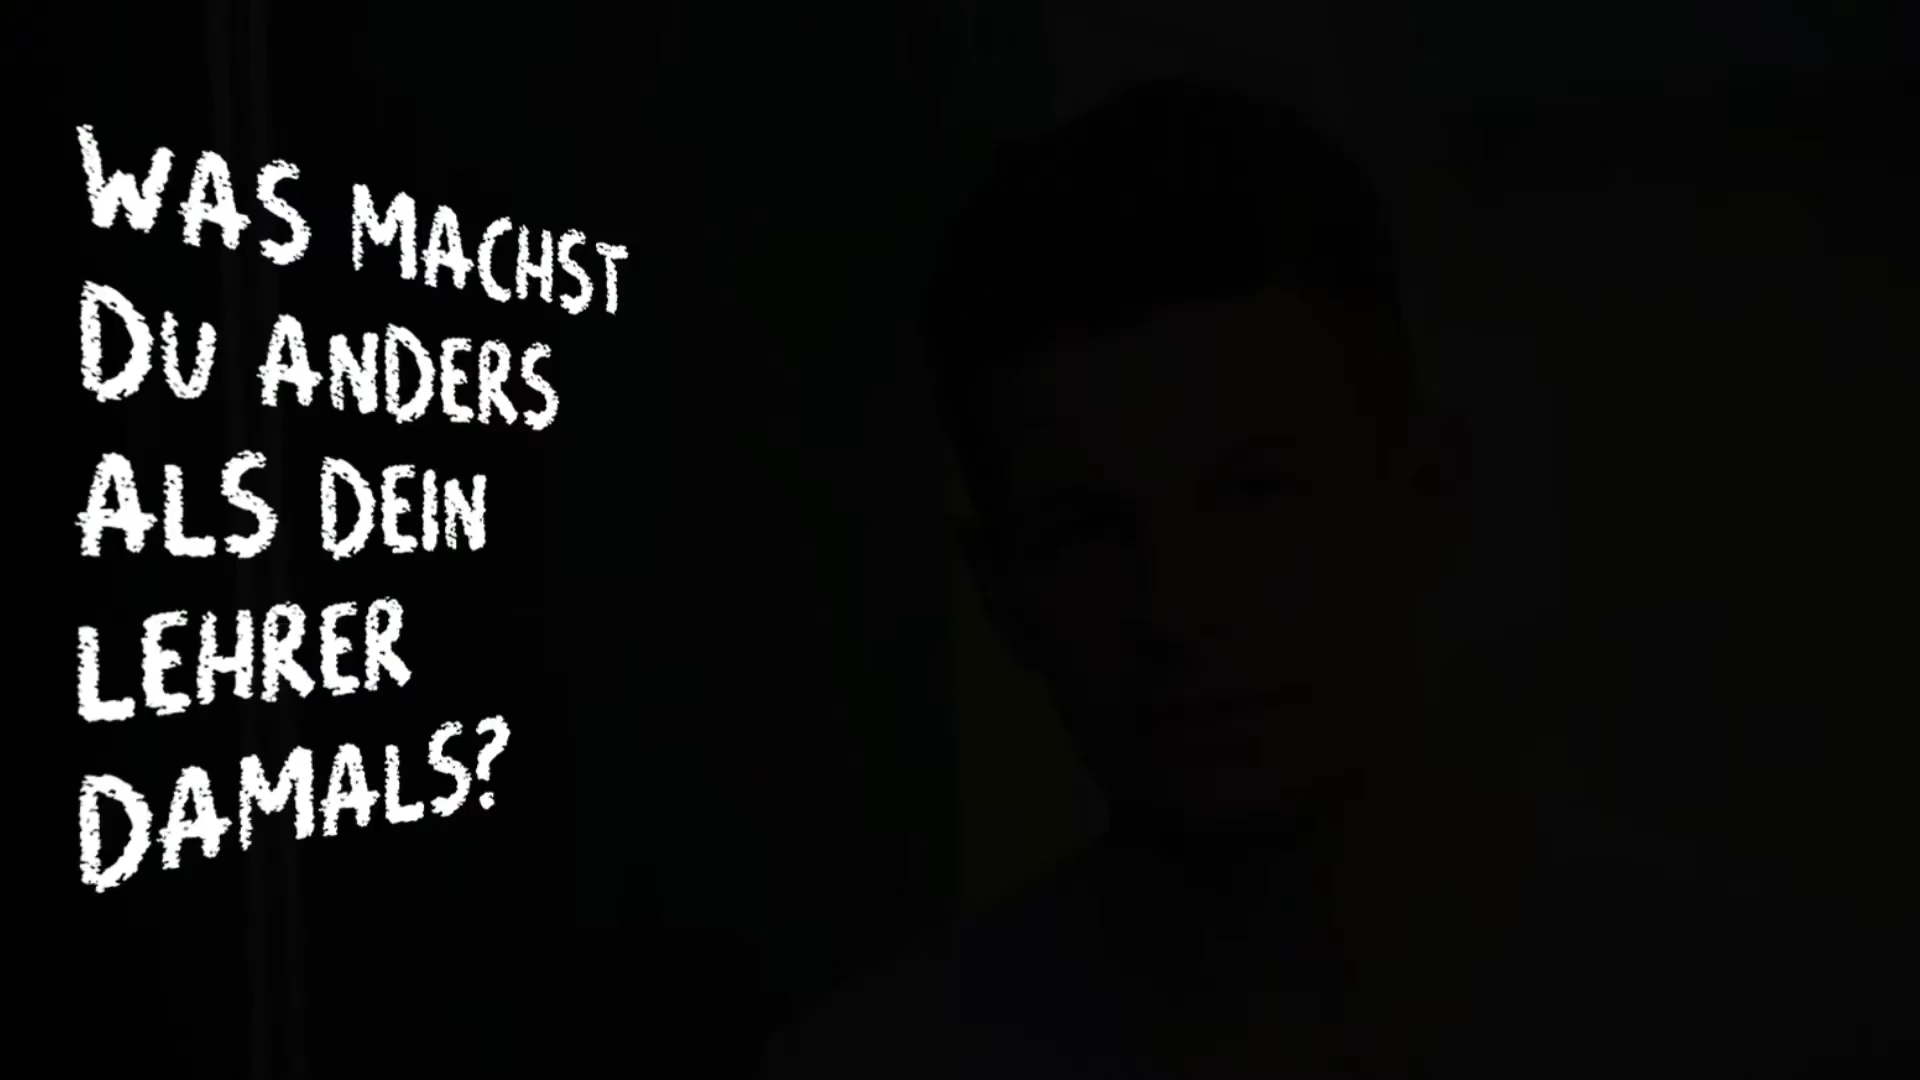 WAS MACHST
DU ANDERS
ALS DEIN
LEHRER
DAMALS?